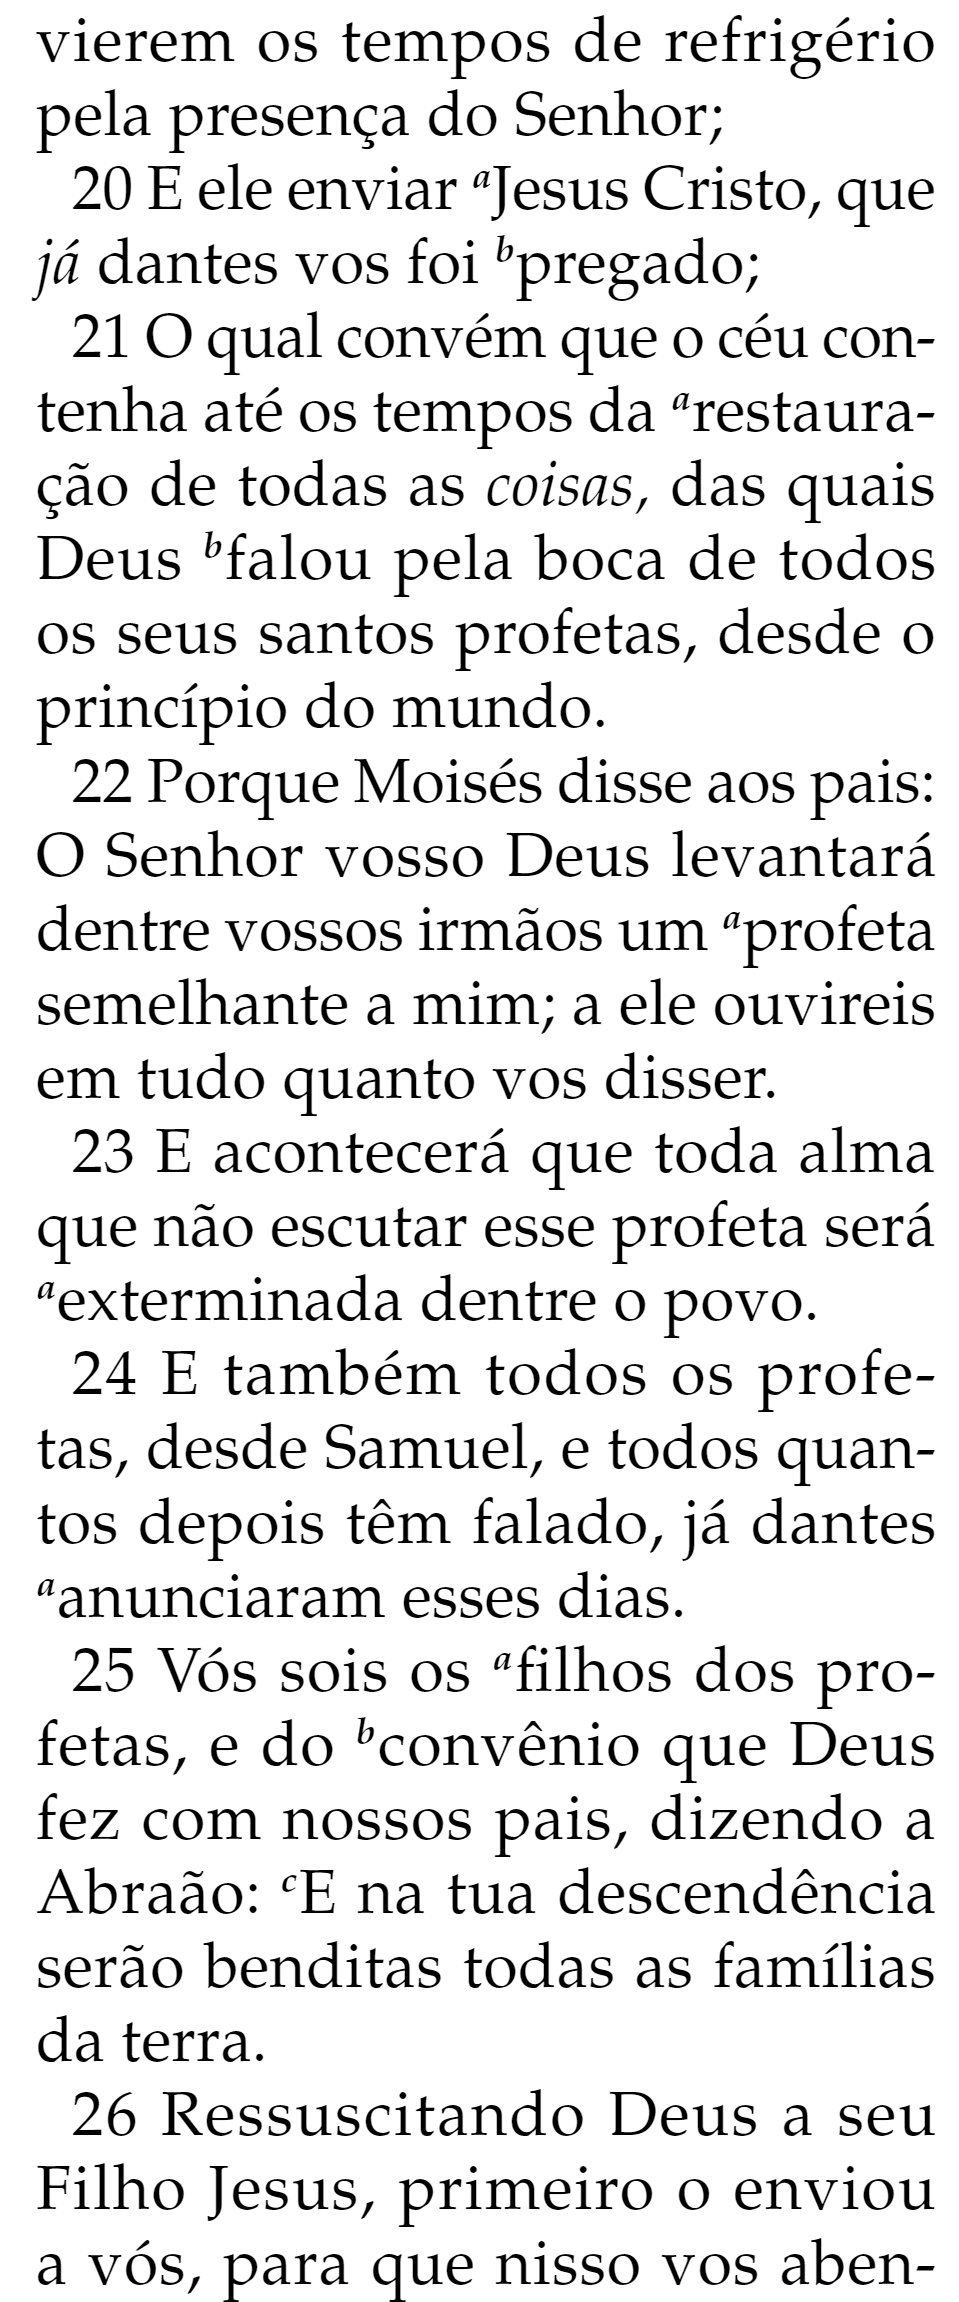 vierem os tempos de refrigério
pela presença do Senhor;
20 E ele enviar aJesus Cristo, que
já dantes vos foi bpregado;
21 O qual convém que o céu con-
tenha até os tempos da arestaura-
ção de todas as coisas, das quais
Deus bfalou pela boca de todos
os seus santos profetas, desde o
princípio do mundo.
22 Porque Moisés disse aos pais:
O Senhor vosso Deus levantará
dentre vossos irmãos um aprofeta
semelhante a mim; a ele ouvireis
em tudo quanto vos disser.
23 E acontecerá que toda alma
que não escutar esse profeta será
aexterminada dentre o povo.
24 E também todos os profe-
tas, desde Samuel, e todos quan-
tos depois têm falado, já dantes
aanunciaram esses dias.
25 Vós sois os afilhos dos pro-
fetas, e do bconvênio que Deus
fez com nossos pais, dizendo a
Abraão: cE na tua descendência
serão benditas todas as famílias
da terra.
26 Ressuscitando Deus a seu
Filho Jesus, primeiro o enviou
a vós, para que nisso vos aben-